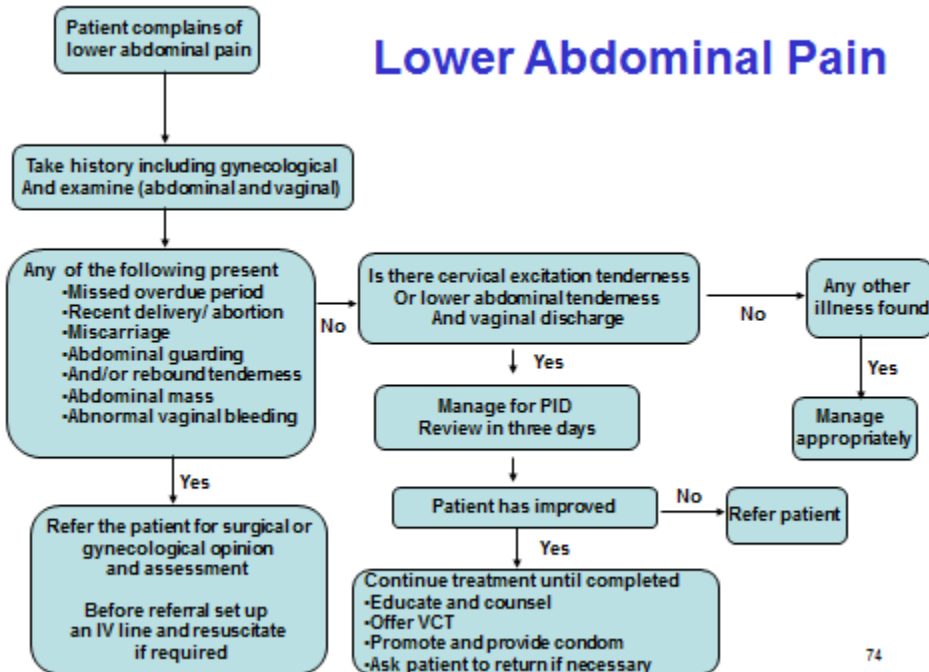 Lower Abdominal Pain
Patient complains of
lower abdominal pain
Take history including gynecological
And examine (abdominal and vaginal)
Any of the following present
•Missed overdue period
•Recent delivery/ abortion
•Miscarriage
•Abdominal guarding
•And/or rebound tenderness
•Abdominal mass
•Abnormal vaginal bleeding
No
Is there cervical excitation tenderness
Or lower abdominal tenderness
And vaginal discharge
No
Any other
illness found
Yes
Manage
appropriately
Yes
Manage for PID
Review in three days
Patient has improved
No
Refer patient
Yes
Continue treatment until completed
•Educate and counsel
•Offer VCT
•Promote and provide condom
•Ask patient to return if necessary
Yes
Refer the patient for surgical or
gynecological opinion
and assessment
Before referral set up
an IV line and resuscitate
if required
74